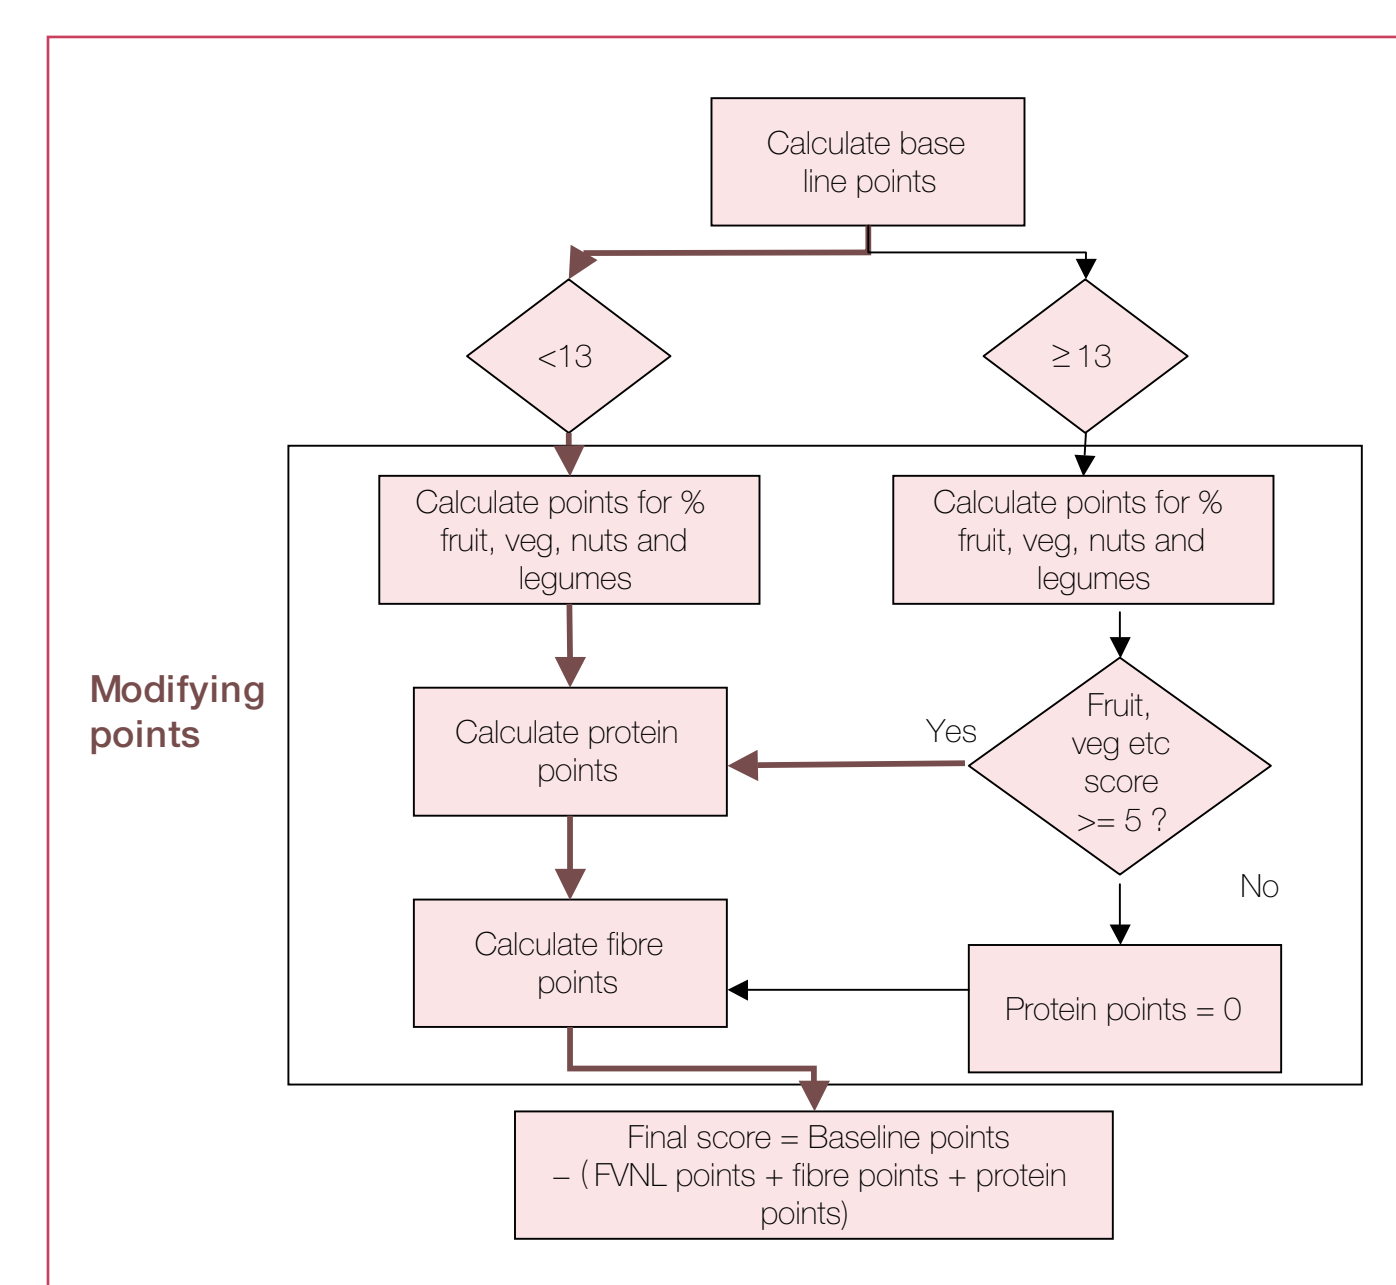 Calculate base
line points
<13
≥13
Calculate points for %
fruit, veg, nuts and
legumes
Calculate points for %
fruit, veg, nuts and
legumes
Modifying
points
Calculate protein
points
Yes
Fruit,
veg etc
score
>= 5 ?
No
Calculate fibre
points
Protein points = 0
Final score = Baseline points
– (FVNL points + fibre points + protein
points)